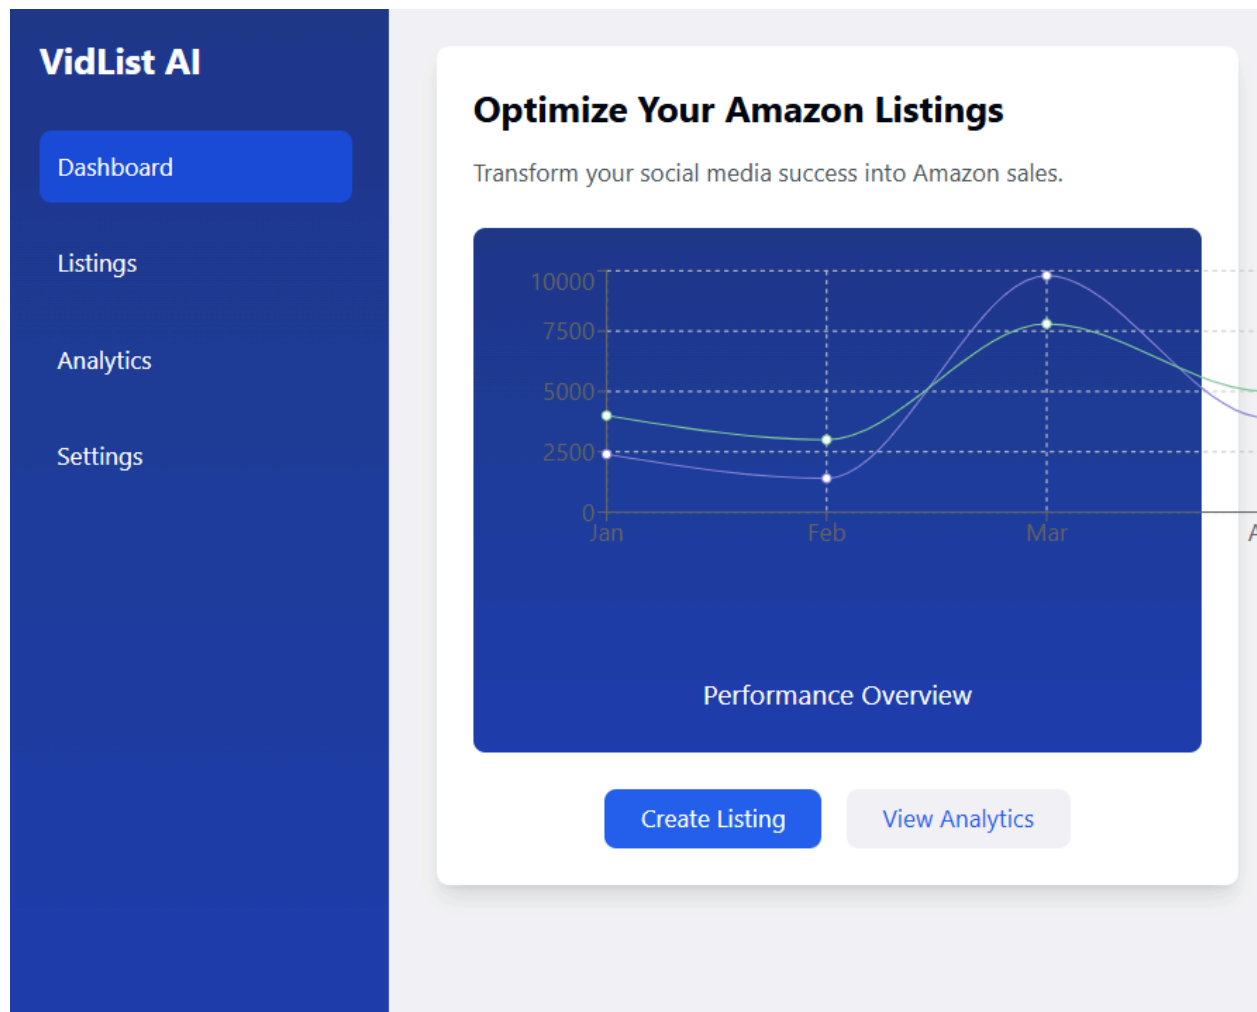 VidList AI
Dashboard
Listings
Analytics
Settings
Optimize Your Amazon Listings
Transform your social media success into Amazon sales.
10000
7500
5000
2500
0
Jan Feb Mar
Performance Overview
Create Listing View Analytics